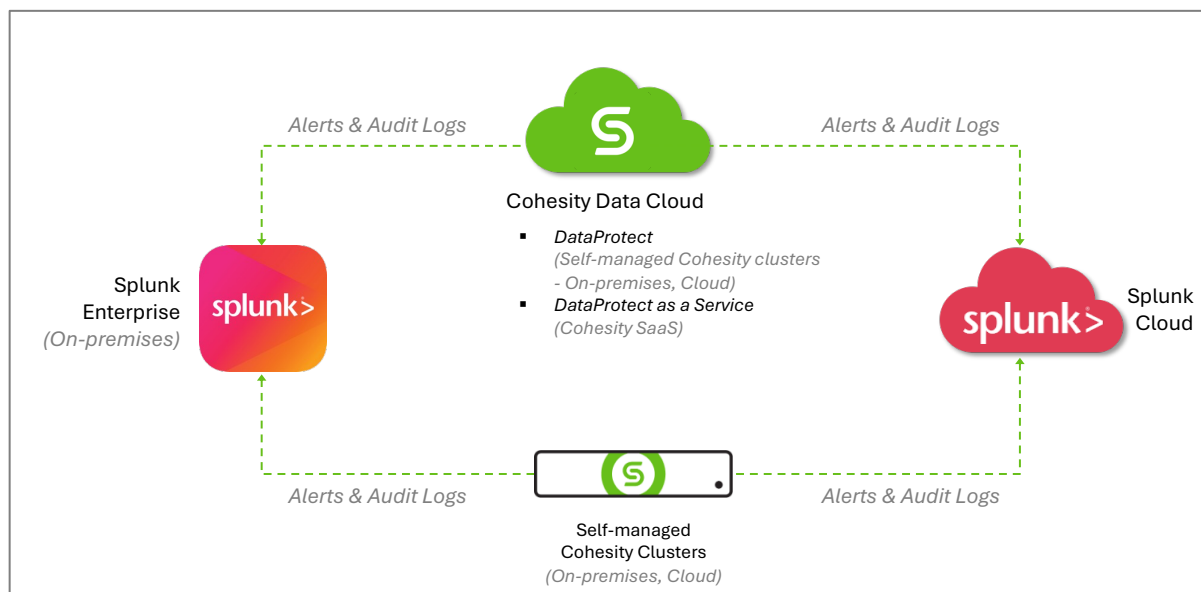 Alerts & Audit Logs
Alerts & Audit Logs
Cohesity Data Cloud
▪ DataProtect
(Self-managed Cohesity clusters
- On-premises, Cloud)
▪ DataProtect as a Service
(Cohesity SaaS)
Splunk
Enterprise
(On-premises)
splunk>
splunk>
Splunk
Cloud
Alerts & Audit Logs
Alerts & Audit Logs
Self-managed
Cohesity Clusters
(On-premises, Cloud)